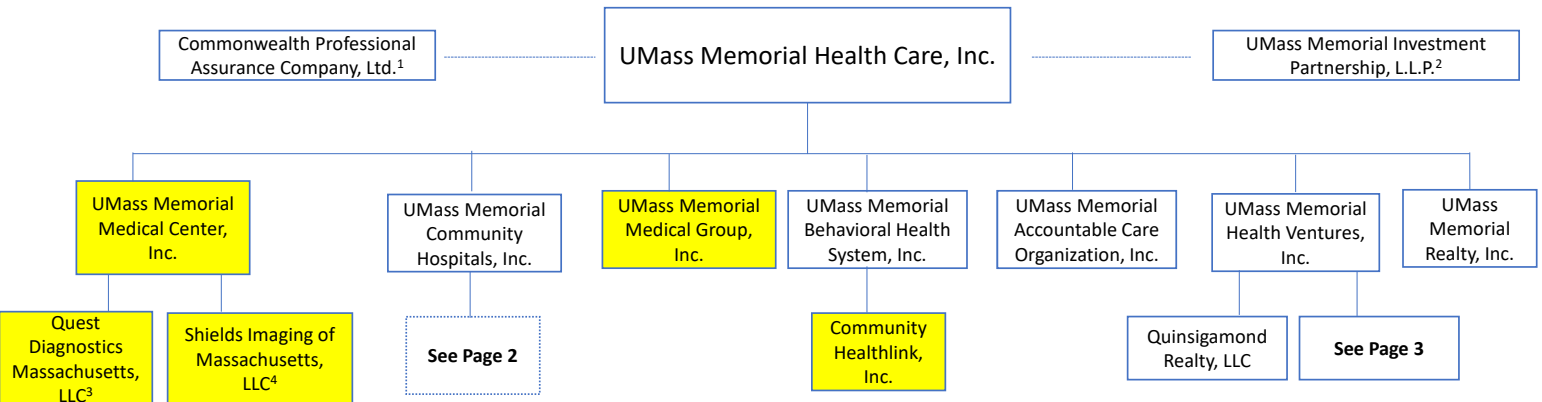 Commonwealth Professional
Assurance Company, Ltd.¹
UMass Memorial Health Care, Inc.
UMass Memorial Investment
Partnership, L.L.P.²
UMass Memorial
Medical Center,
Inc.
UMass Memorial
Community
Hospitals, Inc.
UMass Memorial
Medical Group,
Inc.
UMass Memorial
Behavioral Health
System, Inc.
UMass Memorial
Accountable Care
Organization, Inc.
UMass Memorial
Health Ventures,
Inc.
UMass
Memorial
Realty, Inc.
Quest
Diagnostics
Massachusetts,
LLC³
Shields Imaging of
Massachusetts,
LLC⁴
See Page 2
Community
Healthlink,
Inc.
Quinsigamond
Realty, LLC
See Page 3